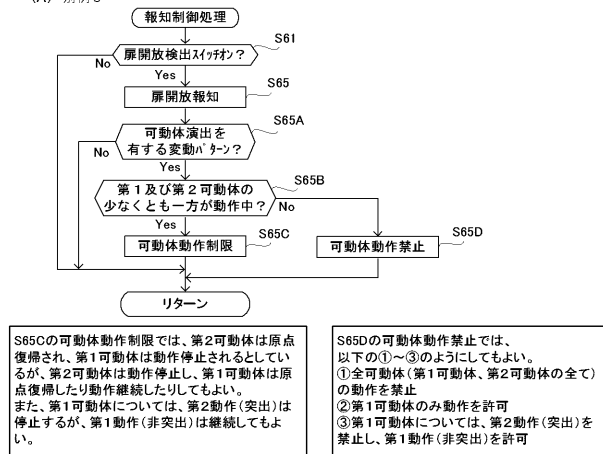 報知制御処理
S61
扉開放検出スイッチオン？
No
Yes
S65
扉開放報知
S65A
可動体演出を
有する変動パターン？
No
Yes
S65B
第１及び第２可動体の
少なくとも一方が動作中？
No
Yes
S65C
可動体動作制限
S65D
可動体動作禁止
リターン
S65Cの可動体動作制限では、第２可動体は原点
復帰され、第１可動体は動作停止されるとしてい
るが、第２可動体は動作停止し、第１可動体は原
点復帰したり動作継続したりしてもよい。
また、第１可動体については、第２動作（突出）は
停止するが、第１動作（非突出）は継続してもよ
い。
S65Dの可動体動作禁止では、
以下の①～③のようにしてもよい。
①全可動体（第１可動体、第２可動体の全て）
の動作を禁止
②第１可動体のみ動作を許可
③第１可動体については、第２動作（突出）を
禁止し、第１動作（非突出）を許可